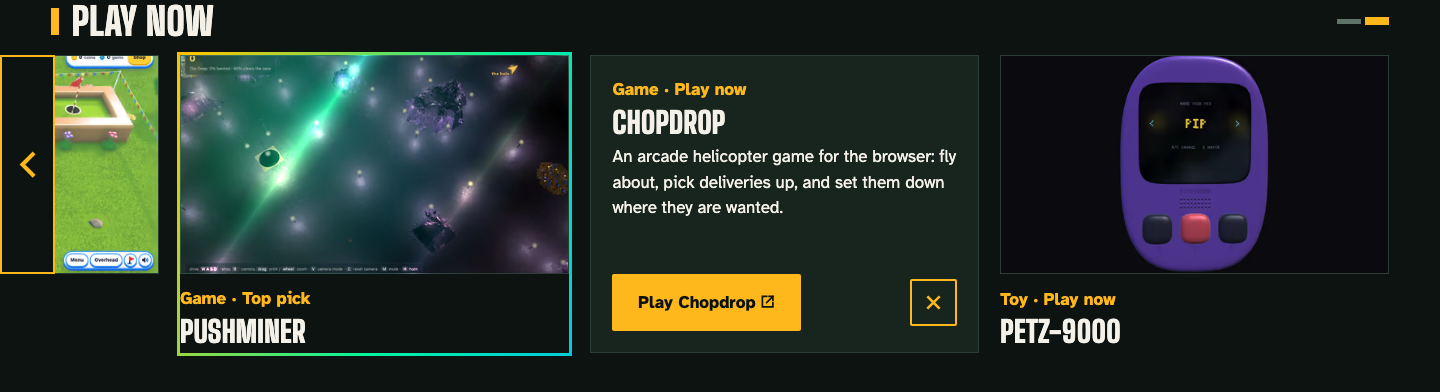 PLAY NOW
Shop
Menu
Overhead
Game · Top pick
PUSHMINER
Game · Play now
CHOPDROP
An arcade helicopter game for the browser: fly
about, pick deliveries up, and set them down
where they are wanted.
Play Chopdrop
PIP
Toy · Play now
PETZ-9000